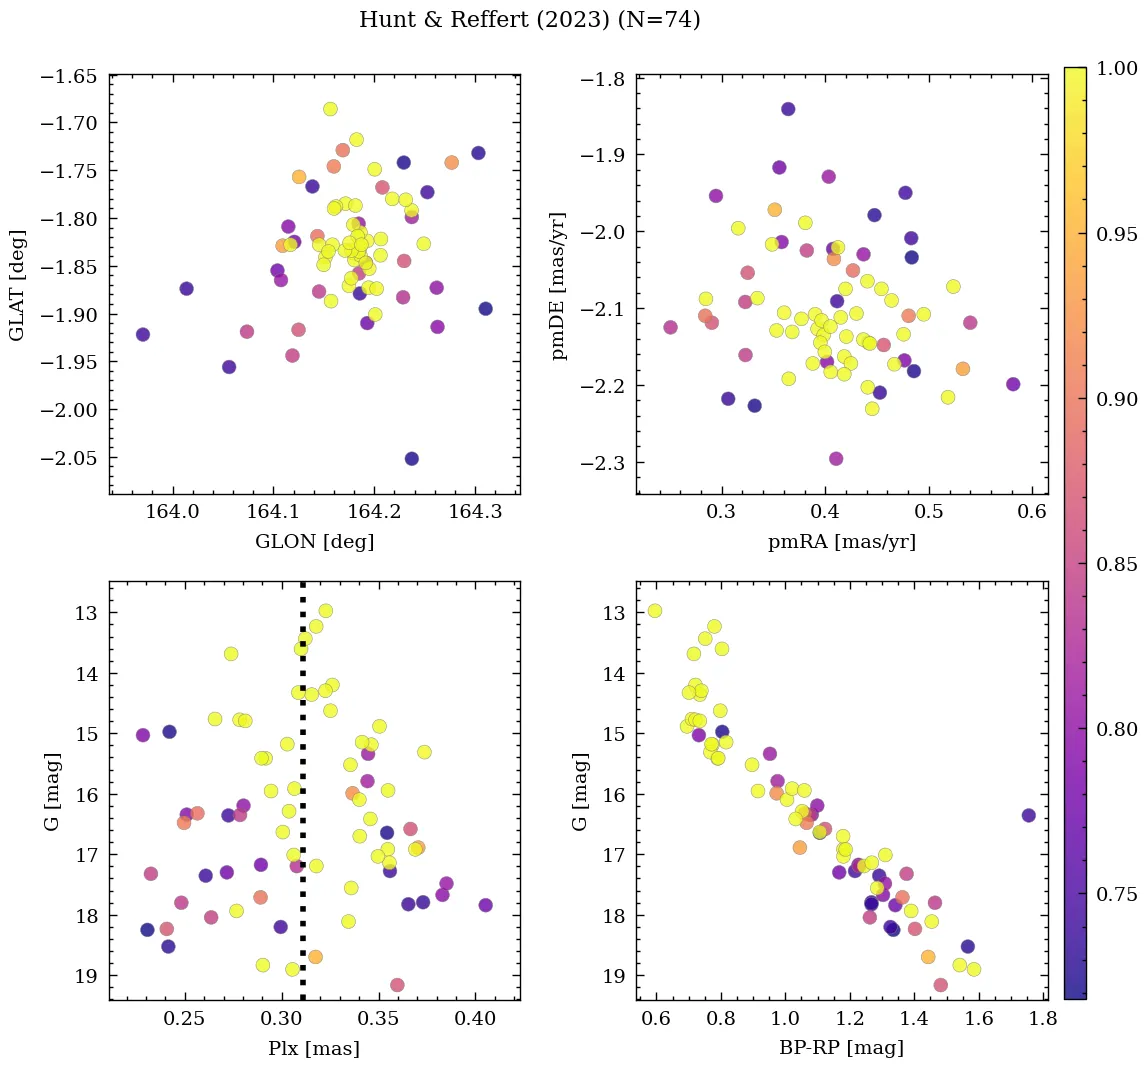 Hunt & Reffert (2023) (N=74)
−1.65
−1.70
−1.75
−1.80
−1.85
−1.90
−1.95
−2.00
−2.05
GLAT [deg]
164.0 164.1 164.2 164.3
GLON [deg]
−1.8
−1.9
−2.0
−2.1
−2.2
−2.3
pmDE [mas/yr]
0.3 0.4 0.5 0.6
pmRA [mas/yr]
1.00
0.95
0.90
0.85
0.80
0.75
13
14
15
16
17
18
19
G [mag]
0.25 0.30 0.35 0.40
Plx [mas]
13
14
15
16
17
18
19
G [mag]
0.6 0.8 1.0 1.2 1.4 1.6 1.8
BP-RP [mag]